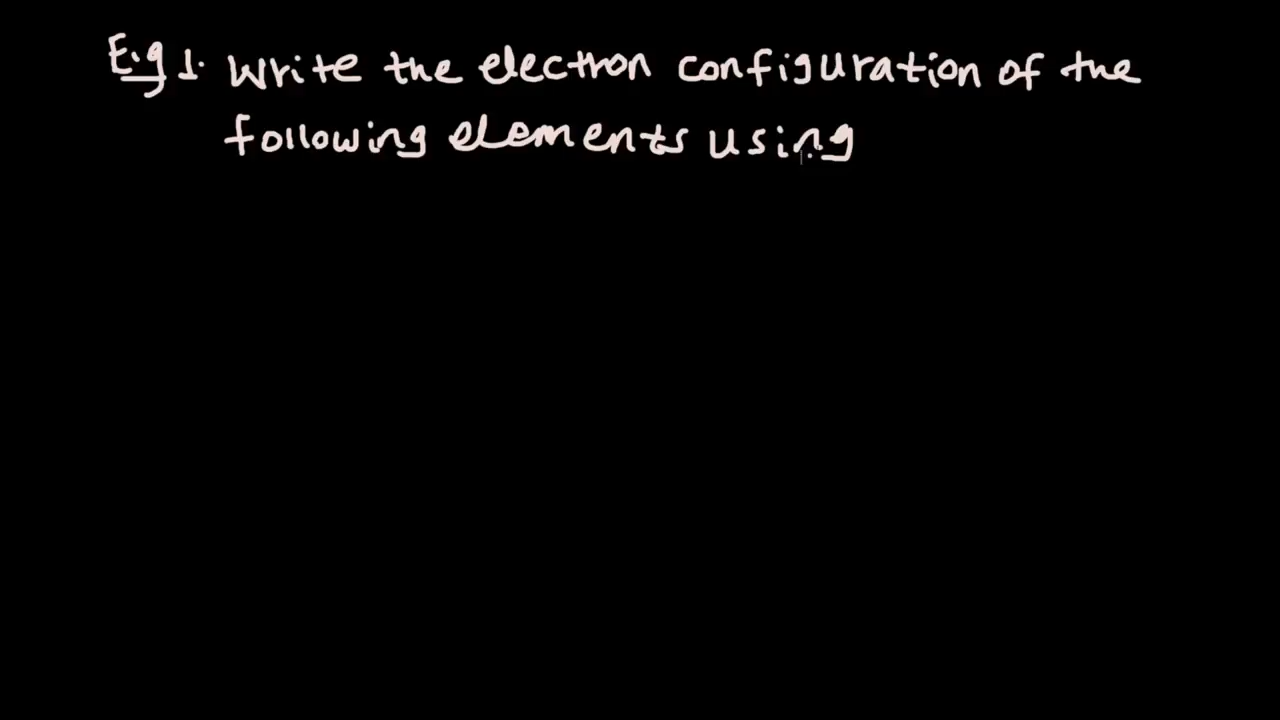 E.g 1. Write the electron configuration of the
following elements using